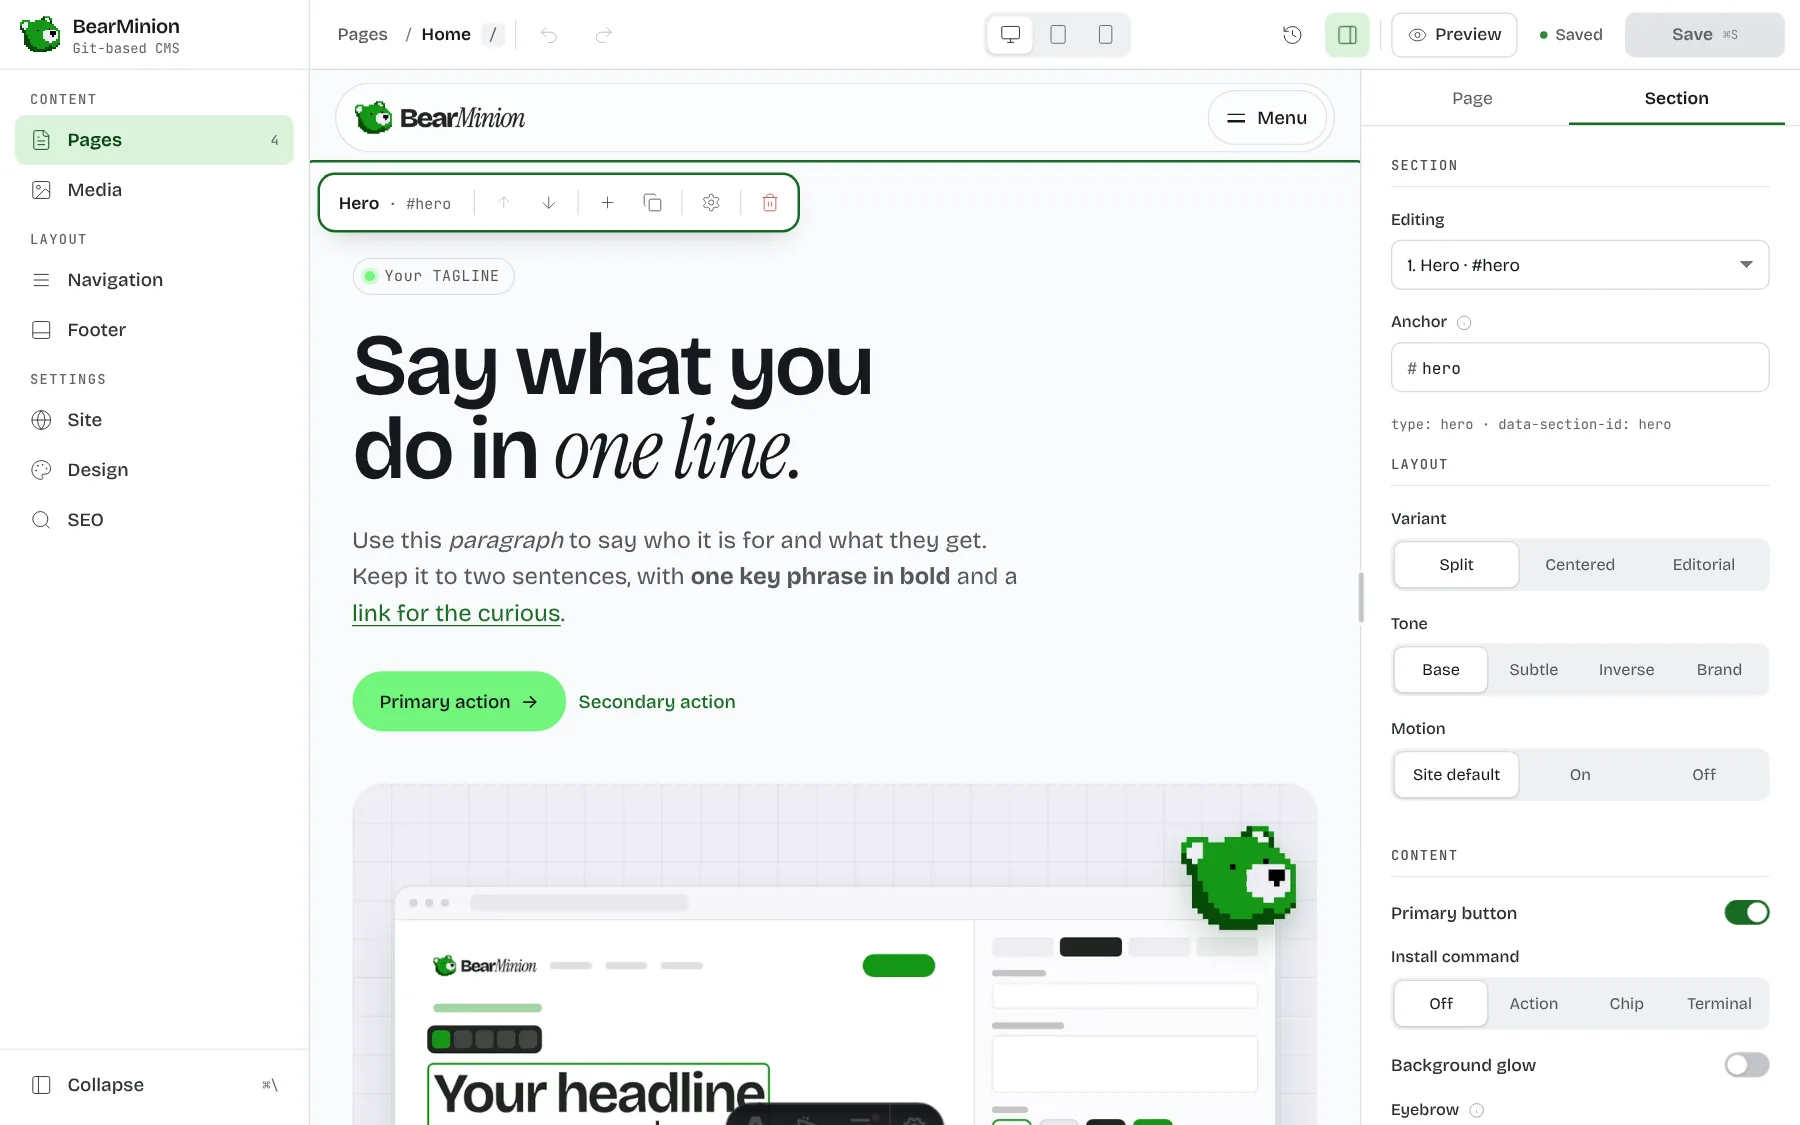 BearMinion
Git-based CMS
CONTENT
Pages 4
Media
LAYOUT
Navigation
Footer
SETTINGS
Site
Design
SEO
Collapse ⌘\
Pages / Home /
Preview
Saved
Save ⌘S
BearMinion
Menu
Hero · #hero
Your TAGLINE
Say what you
do in one line.
Use this paragraph to say who it is for and what they get.
Keep it to two sentences, with one key phrase in bold and a
link for the curious.
Primary action →
Secondary action
BearMinion
Your headline
Page
Section
SECTION
Editing
1. Hero · #hero
Anchor
# hero
type: hero · data-section-id: hero
LAYOUT
Variant
Split Centered Editorial
Tone
Base Subtle Inverse Brand
Motion
Site default On Off
CONTENT
Primary button
Install command
Off Action Chip Terminal
Background glow
Eyebrow